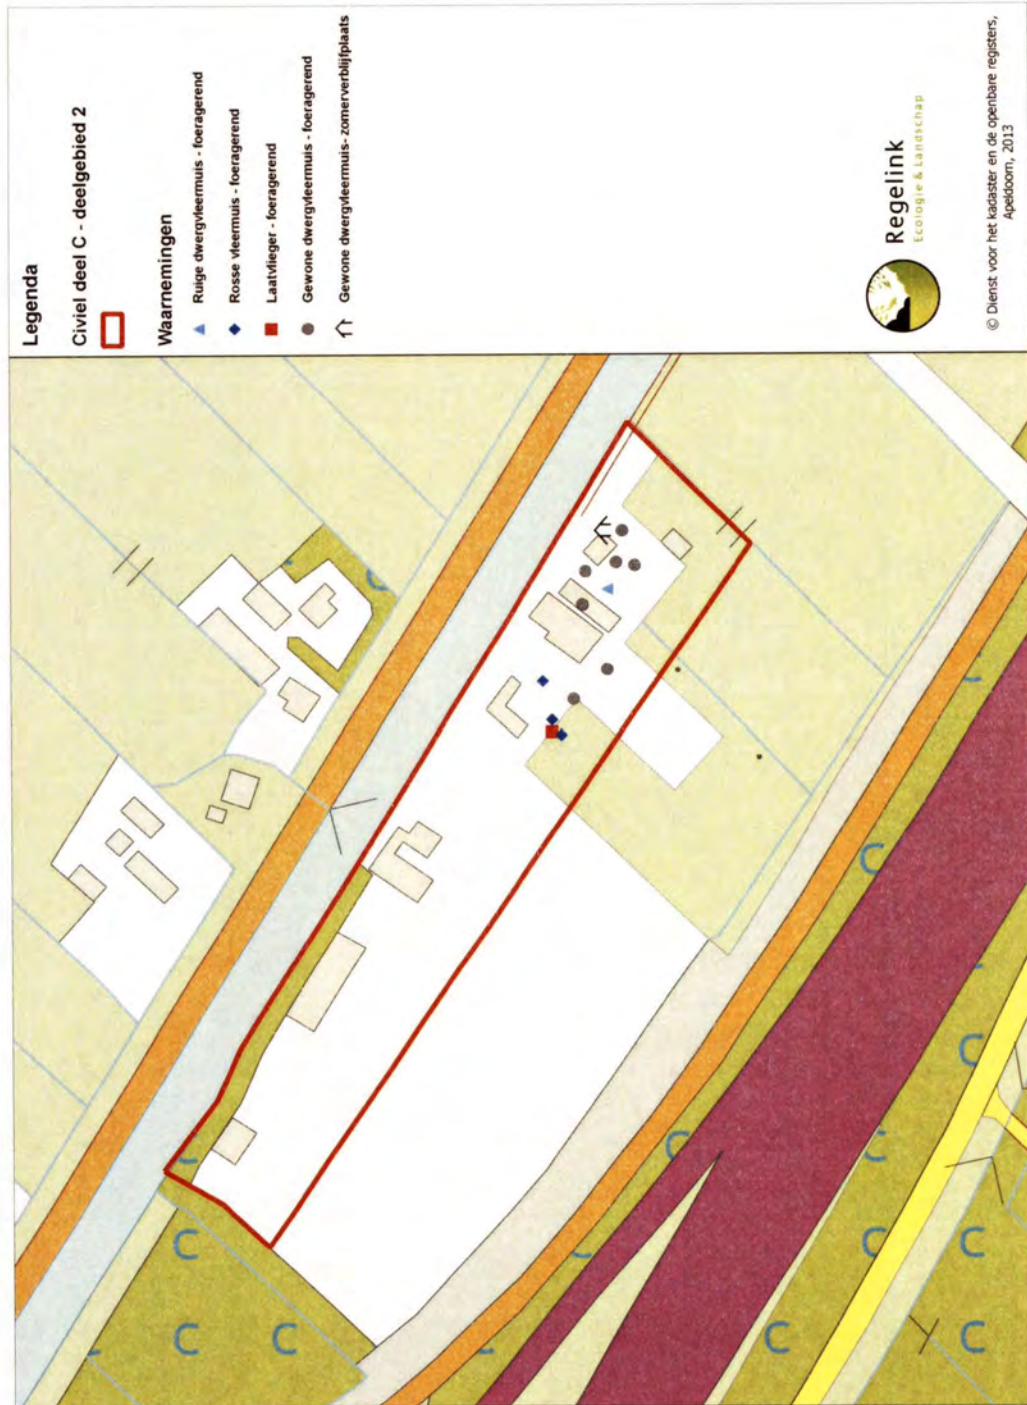 Legenda
Civiel deel C - deelgebied 2
Waarnemingen
Ruige dwergvleermuis - foeragerend
Rosse vleermuis - foeragerend
Laatvlieger - foeragerend
Gewone dwergvleermuis - foeragerend
Gewone dwergvleermuis- zomerverblijfplaats
Regelink
Ecologie & Landschap
© Dienst voor het kadaster en de openbare registers,
Apeldoorn, 2013